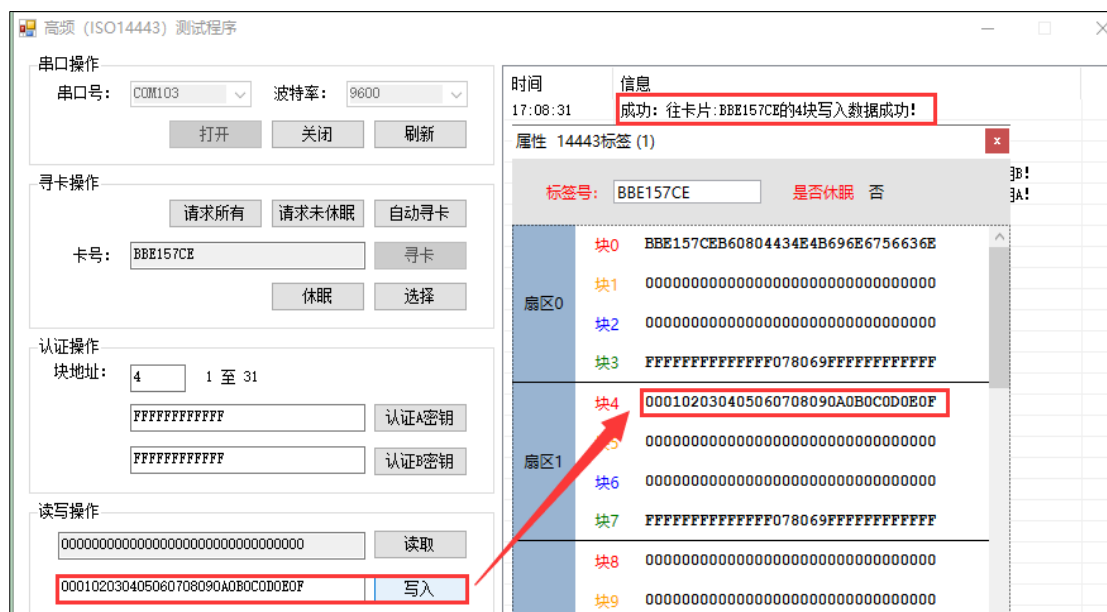 高频（ISO14443）测试程序
串口操作
串口号： COM103 波特率： 9600
打开 关闭 刷新
寻卡操作
请求所有 请求未休眠 自动寻卡
卡号： BBE157CE 寻卡
休眠 选择
认证操作
块地址： 4 1 至 31
FFFFFFFFFFFF 认证A密钥
FFFFFFFFFFFF 认证B密钥
读写操作
00000000000000000000000000000000 读取
000102030405060708090A0B0C0D0E0F 写入
时间 信息
17:08:31 成功：往卡片:BBE157CE的4块写入数据成功!
B!
A!
属性 14443标签 (1) x
标签号： BBE157CE 是否休眠 否
扇区0
块0 BBE157CEB60804434E4B696E6756636E
块1 00000000000000000000000000000000
块2 00000000000000000000000000000000
块3 FFFFFFFFFFFFFF078069FFFFFFFFFFFF
扇区1
块4 000102030405060708090A0B0C0D0E0F
00000000000000000000000000000000
块6 00000000000000000000000000000000
块7 FFFFFFFFFFFFFF078069FFFFFFFFFFFF
块8 00000000000000000000000000000000
块9 00000000000000000000000000000000